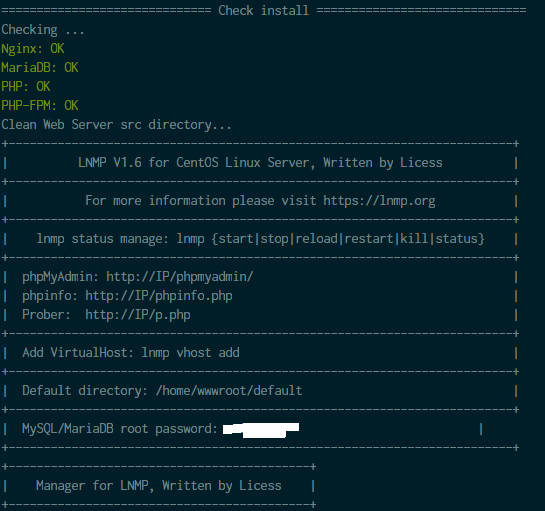 ============================== Check install ==============================
Checking ...
Nginx: OK
MariaDB: OK
PHP: OK
PHP-FPM: OK
Clean Web Server src directory...
+------------------------------------------------------------------------+
|          LNMP V1.6 for CentOS Linux Server, Written by Licess          |
+------------------------------------------------------------------------+
|           For more information please visit https://lnmp.org           |
+------------------------------------------------------------------------+
|    lnmp status manage: lnmp {start|stop|reload|restart|kill|status}    |
+------------------------------------------------------------------------+
|  phpMyAdmin: http://IP/phpmyadmin/                                     |
|  phpinfo: http://IP/phpinfo.php                                        |
|  Prober:  http://IP/p.php                                              |
+------------------------------------------------------------------------+
|  Add VirtualHost: lnmp vhost add                                       |
+------------------------------------------------------------------------+
|  Default directory: /home/wwwroot/default                              |
+------------------------------------------------------------------------+
|  MySQL/MariaDB root password:                                     |
+------------------------------------------------------------------------+
+-------------------------------------------+
|    Manager for LNMP, Written by Licess    |
+-------------------------------------------+